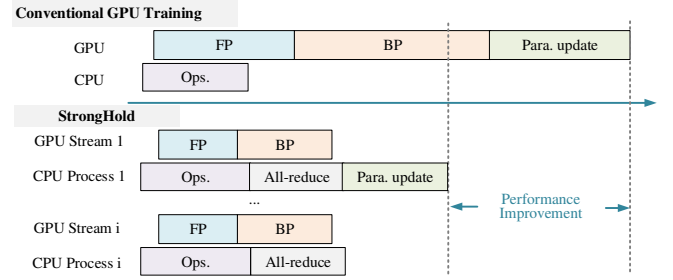 Conventional GPU Training
GPU FP BP Para. update
CPU Ops.
StrongHold
GPU Stream 1 FP BP
CPU Process 1 Ops. All-reduce Para. update
...
Performance
Improvement
GPU Stream i FP BP
CPU Process i Ops. All-reduce